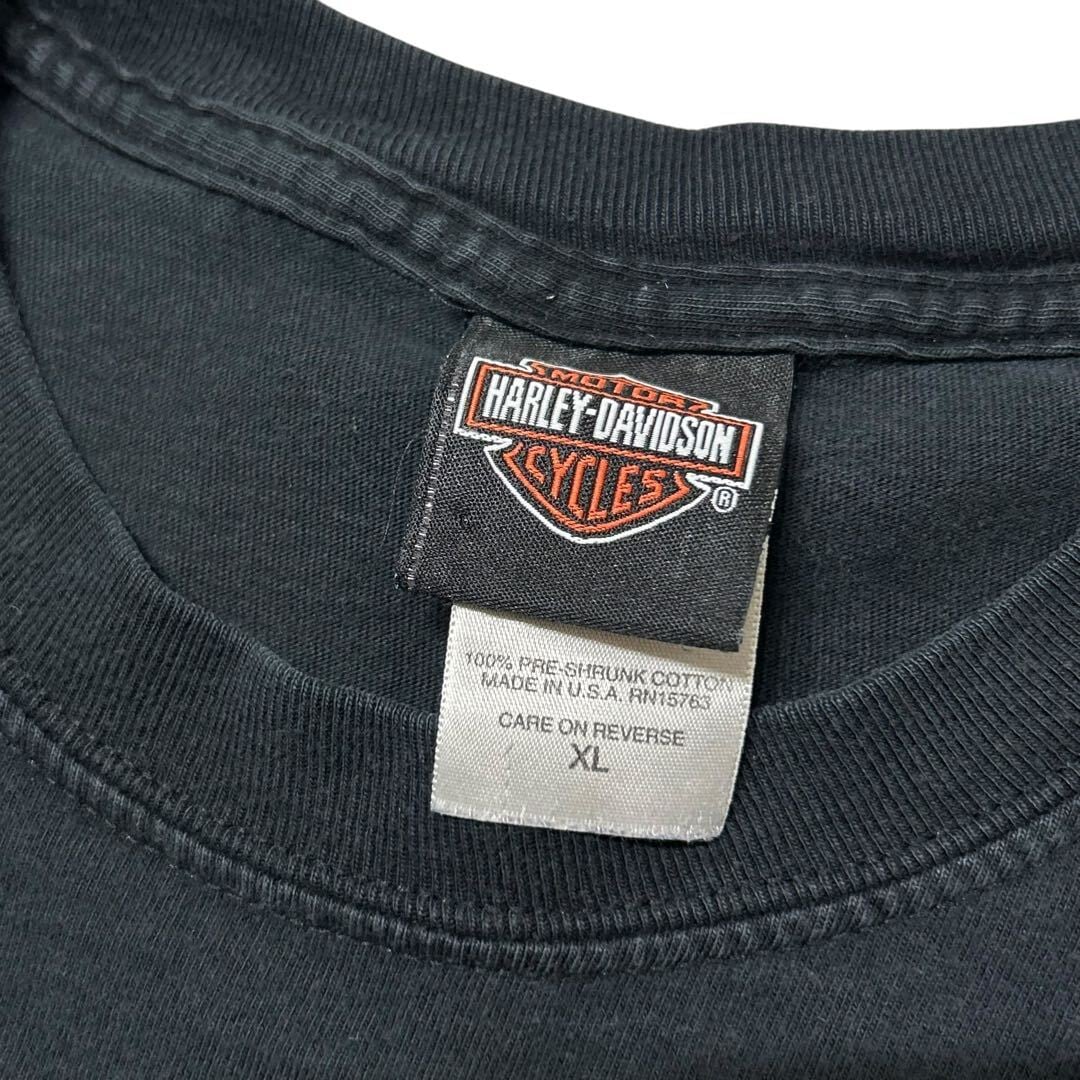 MOTOR
HARLEY-DAVIDSON
CYCLES
®
100% PRE-SHRUNK COTTON
MADE IN U.S.A. RN15763
CARE ON REVERSE
XL